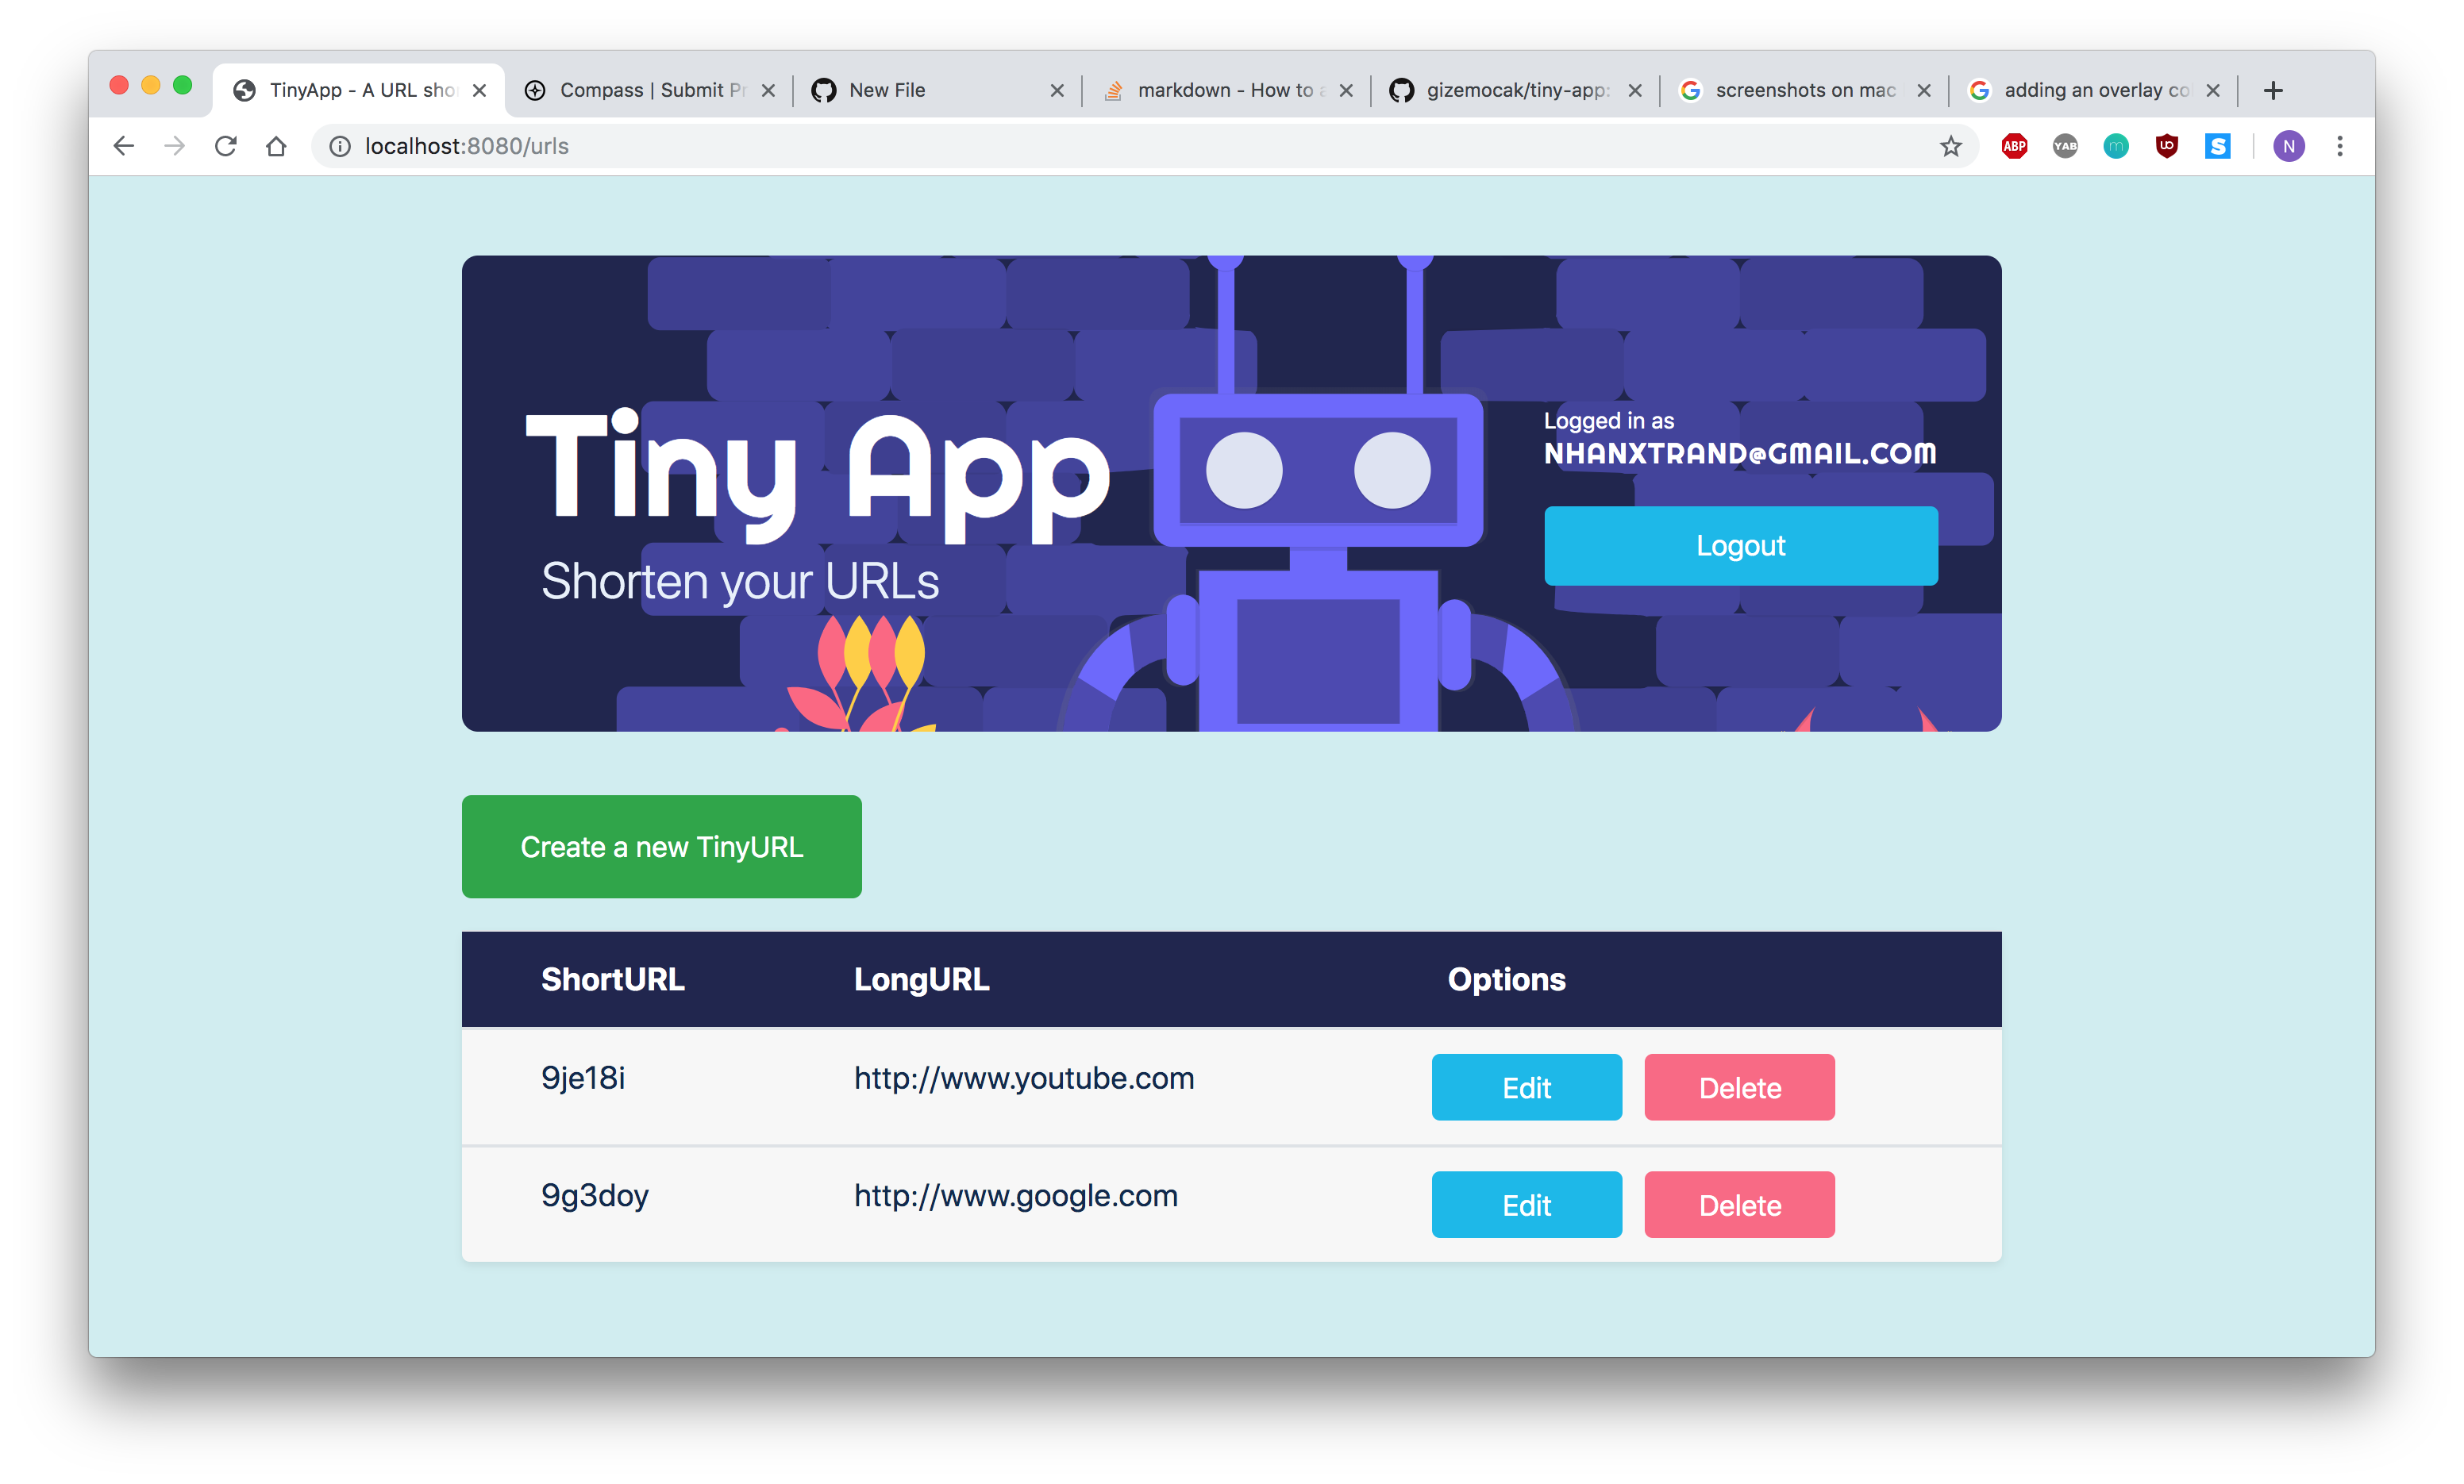 TinyApp - A URL sho
Compass | Submit Pr
New File
markdown - How to a
gizemocak/tiny-app:
screenshots on mac
adding an overlay co
localhost:8080/urls
ABP
YAB
m
UO
S
N
Tiny App
Shorten your URLs
Logged in as
NHANXTRAND@GMAIL.COM
Logout
Create a new TinyURL
ShortURL LongURL Options
9je18i http://www.youtube.com Edit Delete
9g3doy http://www.google.com Edit Delete